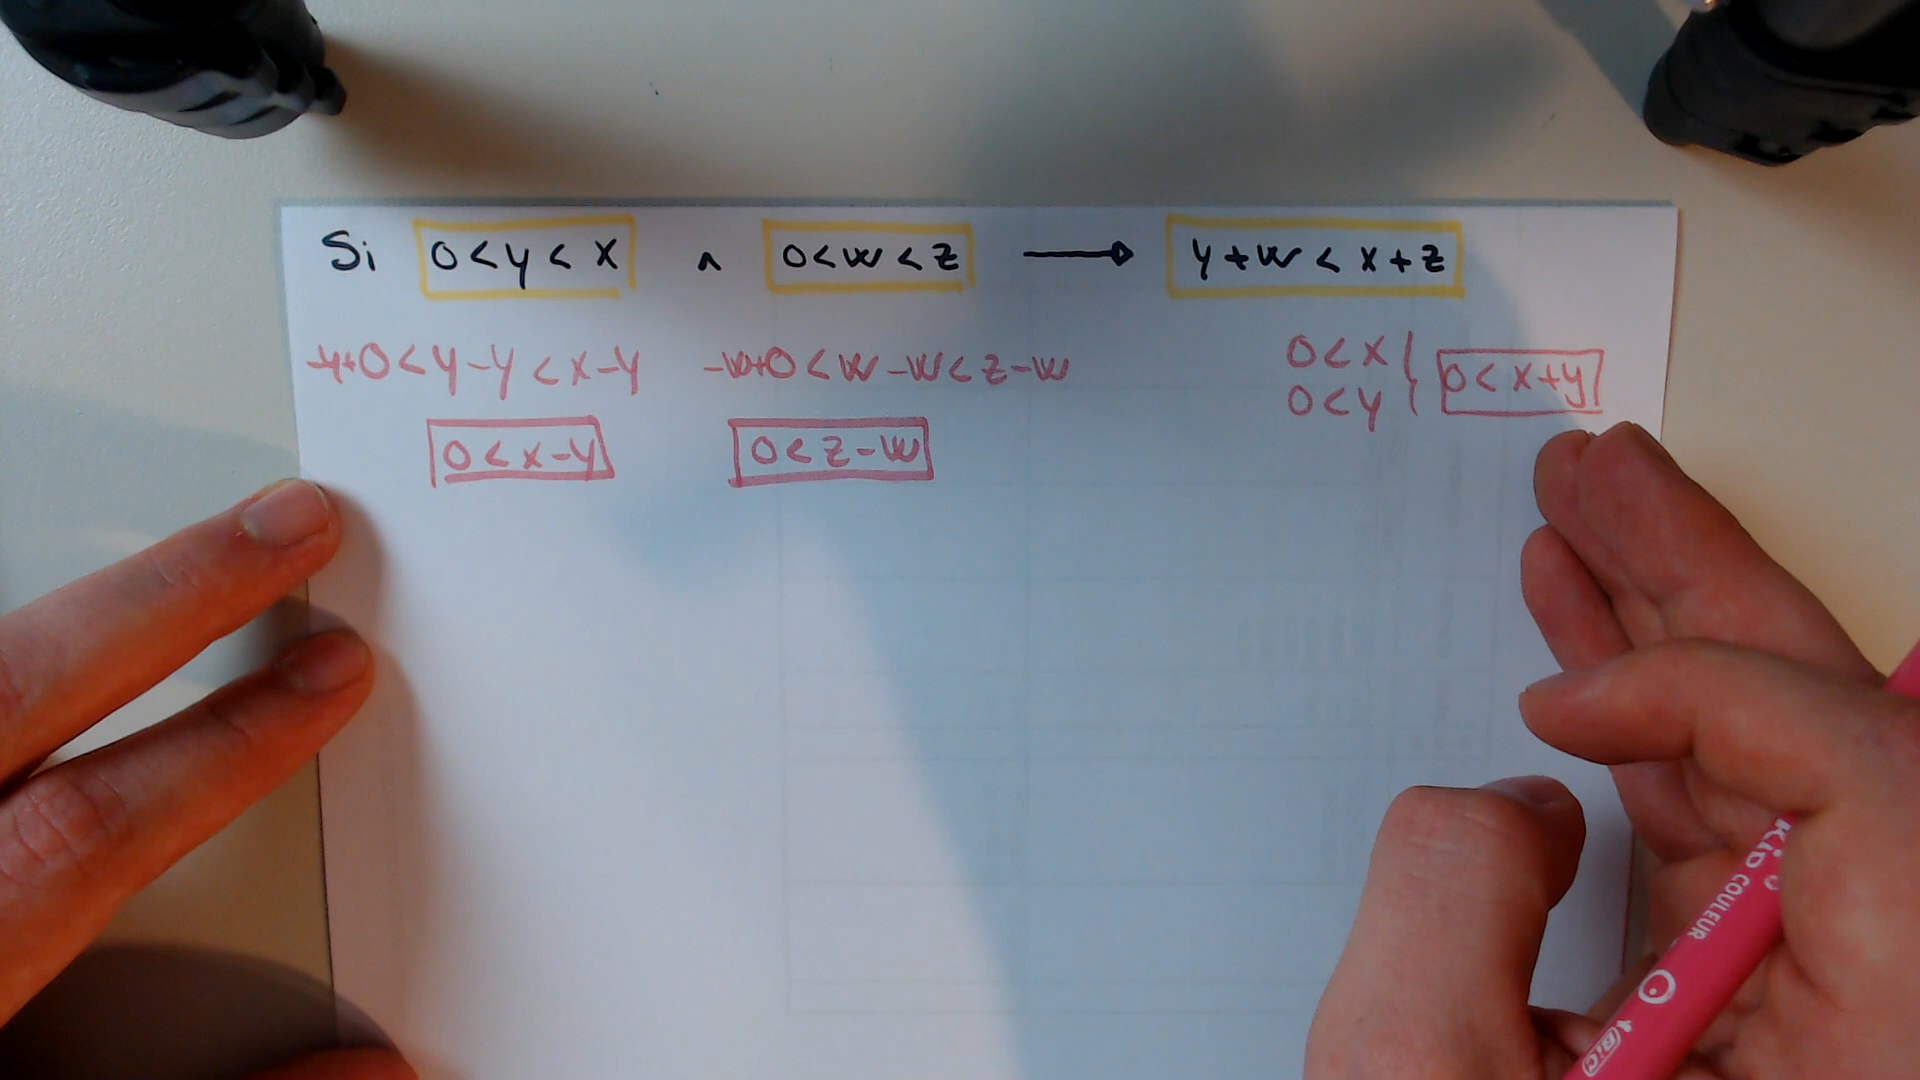 Si 0<y<x ∧ 0<w<z → y+w<x+z
-y+0<y-y<x-y -w+0<w-w<z-w
0<x
0<y
0<x+y
0<x-y 0<z-w
KiD COULEUR
BiC